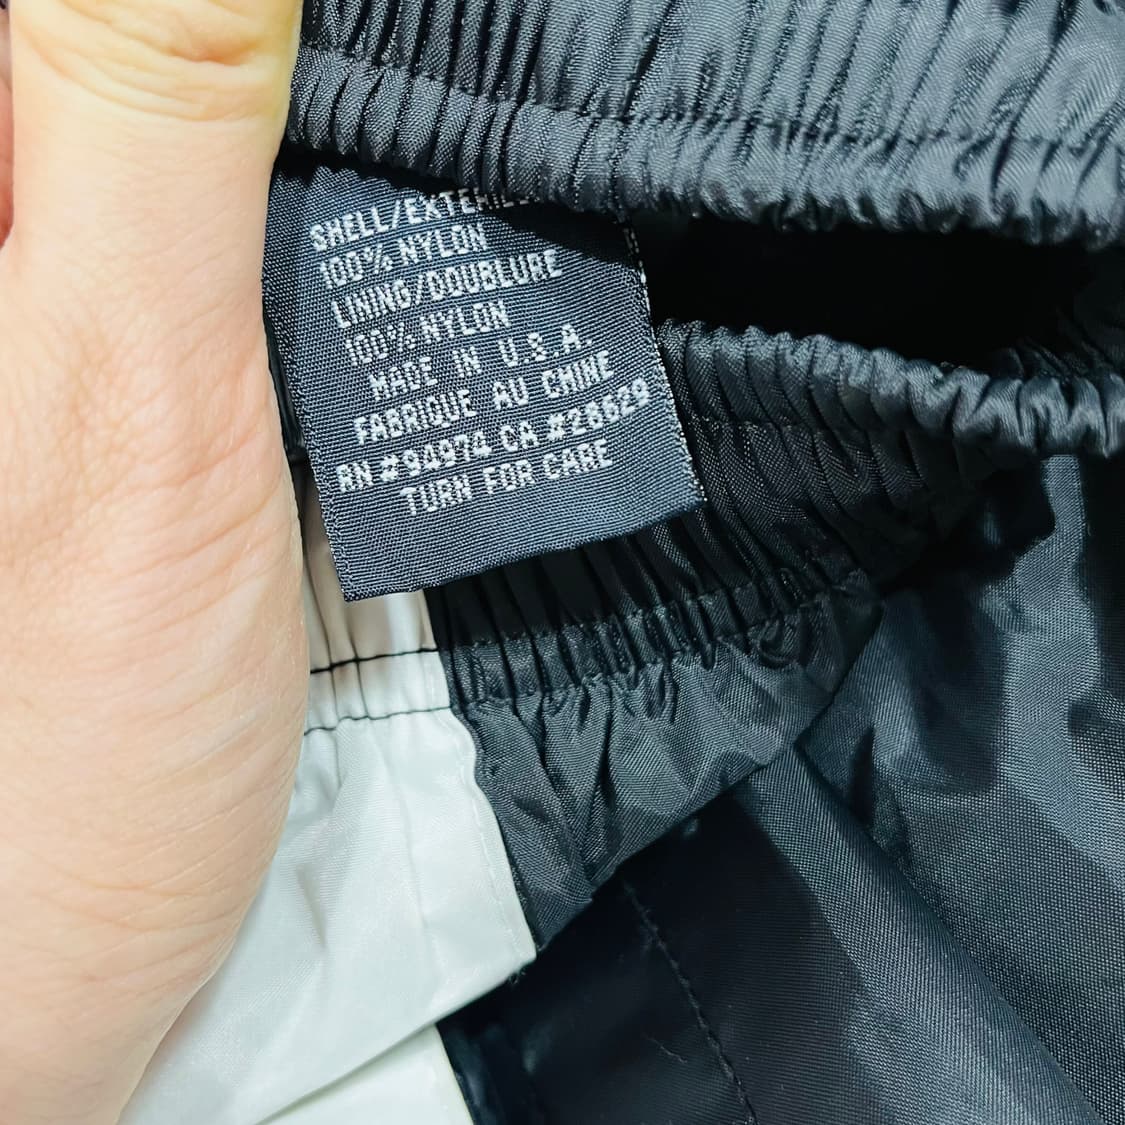 SHELL/EXTERIEUR
100% NYLON
LINING/DOUBLURE
100% NYLON
MADE IN U.S.A.
FABRIQUE AU CHINE
RN #94974 CA #28629
TURN FOR CARE